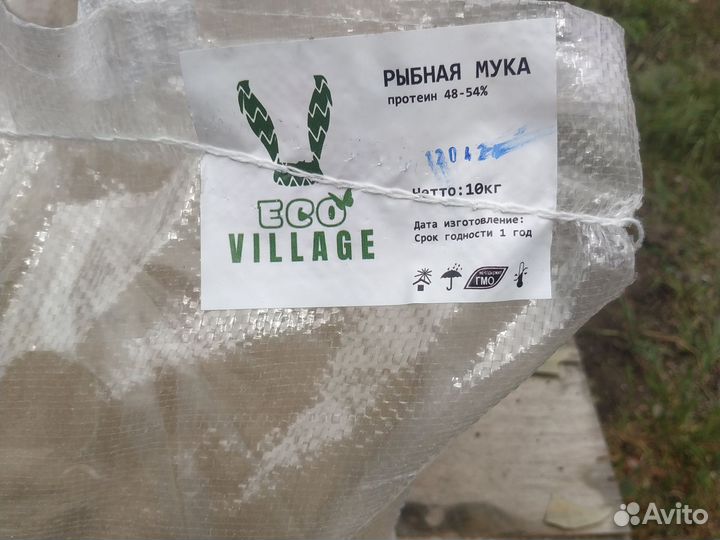 РЫБНАЯ МУКА
протеин 48-54%
Нетто:10кг
Дата изготовление:
Срок годности 1 год
ECO
VILLAGE
ГМО
Avito